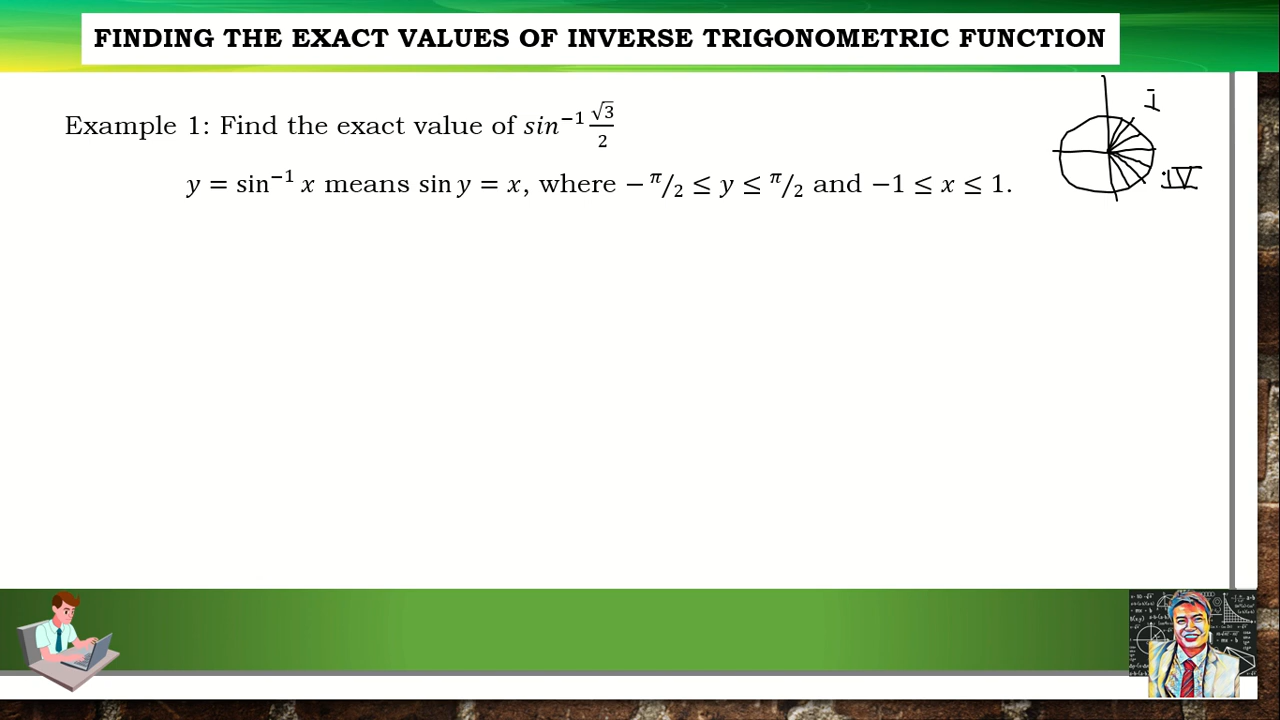 FINDING THE EXACT VALUES OF INVERSE TRIGONOMETRIC FUNCTION
Example 1: Find the exact value of sin⁻¹ √3/2
I
y = sin⁻¹ x means sin y = x, where −π/2 ≤ y ≤ π/2 and −1 ≤ x ≤ 1.
IV